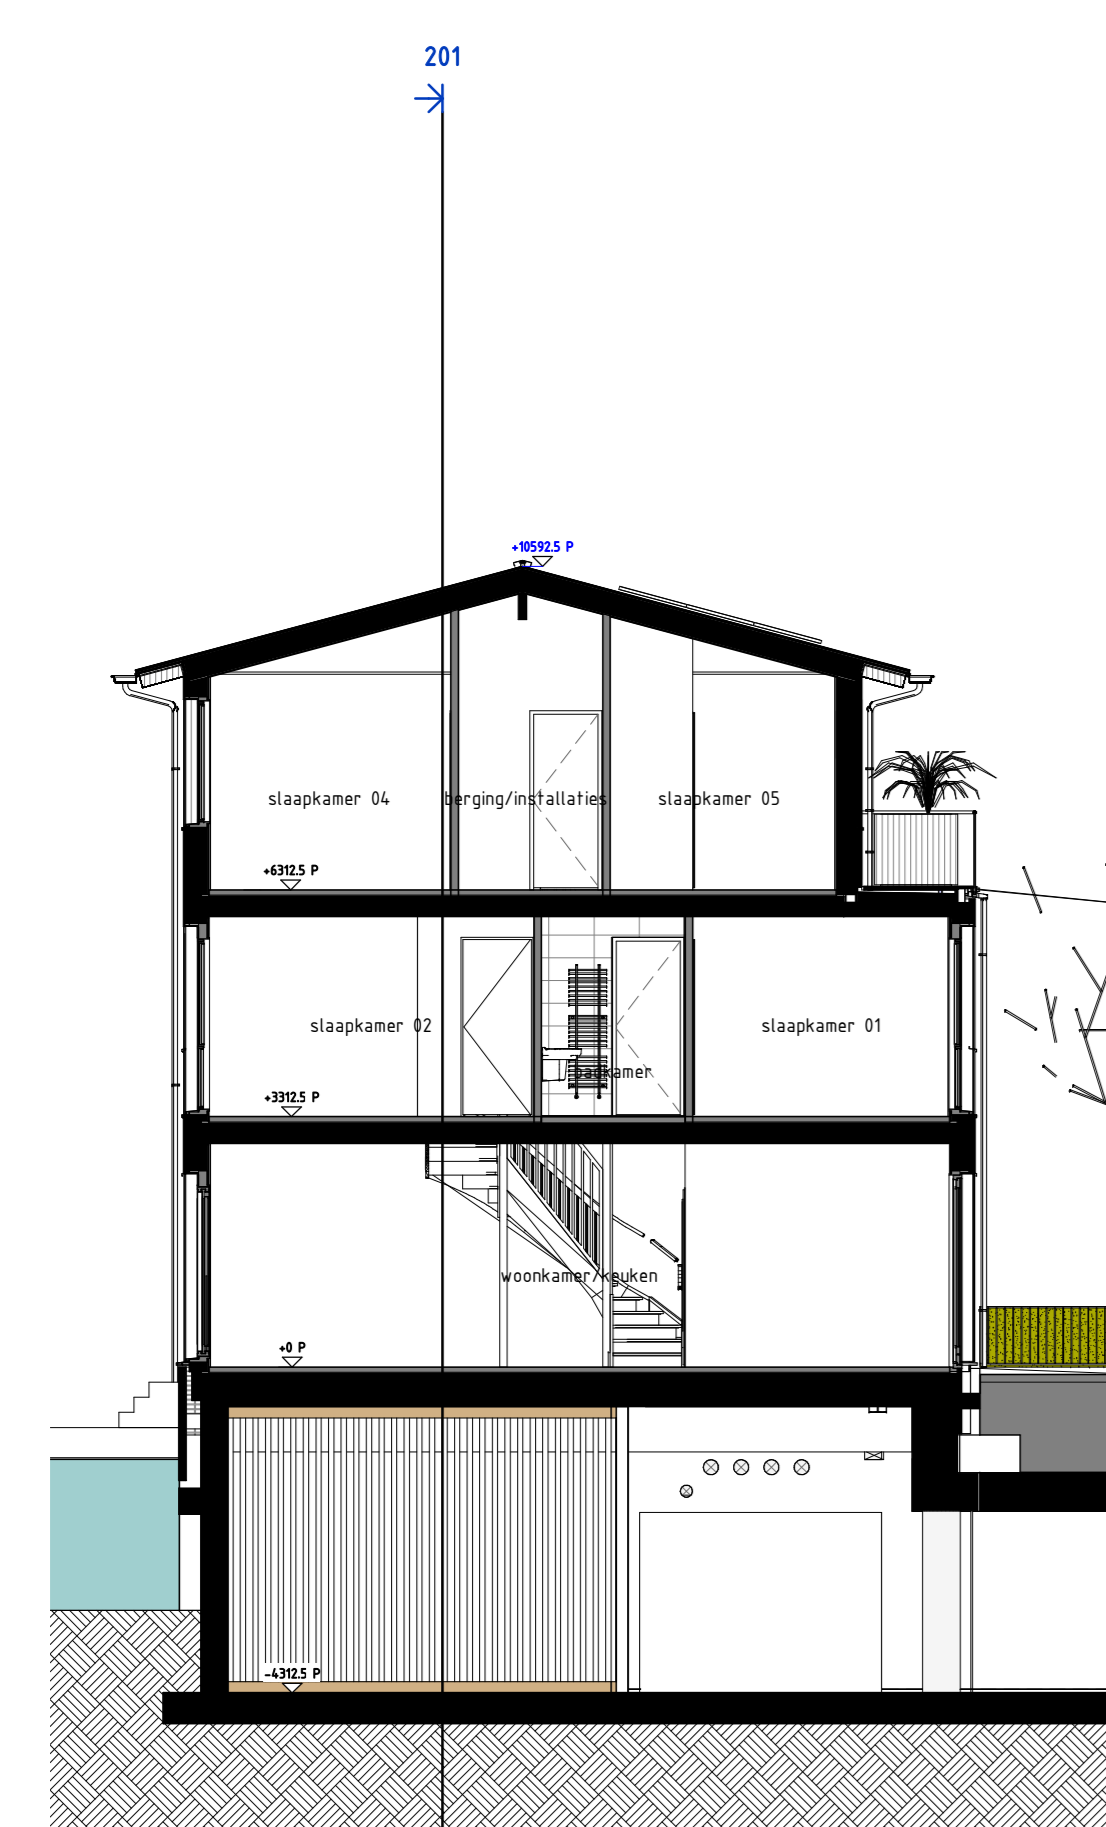 201
+10592.5 P
slaapkamer 04
berging/installaties
slaapkamer 05
+6312.5 P
slaapkamer 02
slaapkamer 01
badkamer
+3312.5 P
woonkamer/keuken
+0 P
-4312.5 P